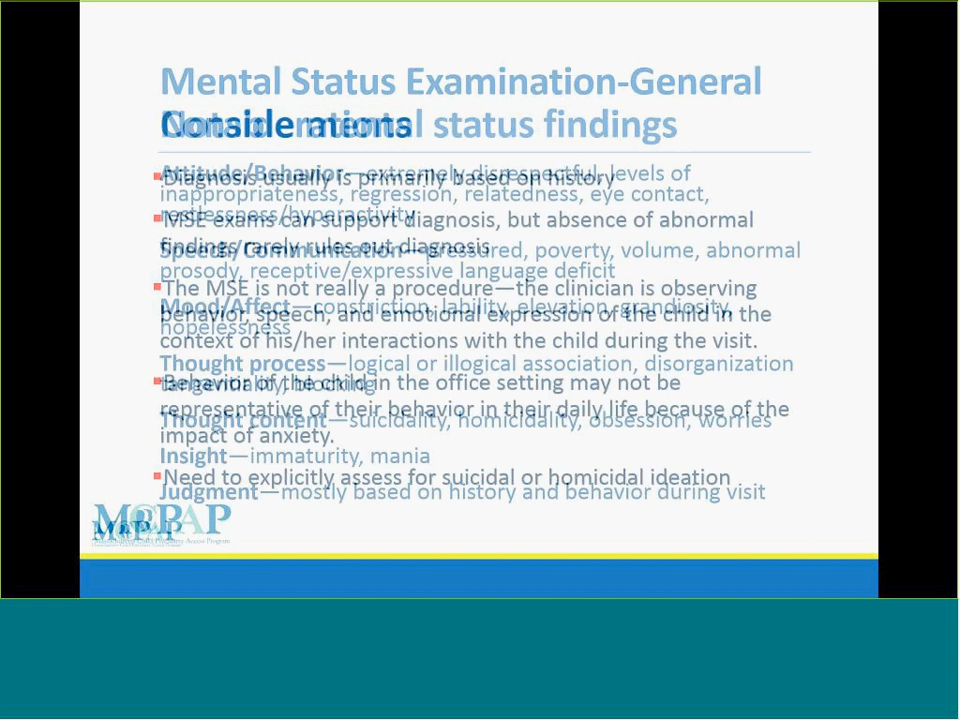 Mental Status Examination-General
Considerations
mental status findings
Attitude/Behavior—extremely disrespectful, levels of
Diagnosis usually is primarily based on history
inappropriateness, regression, relatedness, eye contact,
restlessness/hyperactivity
MSE exams can support diagnosis, but absence of abnormal
findings rarely rules out diagnosis
Speech/Communication—pressured, poverty, volume, abnormal
prosody, receptive/expressive language deficit
The MSE is not really a procedure—the clinician is observing
Mood/Affect—constriction, lability, elevation, grandiosity,
behavior, speech, and emotional expression of the child in the
hopelessness
context of his/her interactions with the child during the visit.
Thought process—logical or illogical association, disorganization
tangentiality, blocking
Behavior of the child in the office setting may not be
representative of their behavior in their daily life because of the
Thought content—suicidality, homicidality, obsession, worries
impact of anxiety.
Insight—immaturity, mania
Need to explicitly assess for suicidal or homicidal ideation
Judgment—mostly based on history and behavior during visit
MCPAP